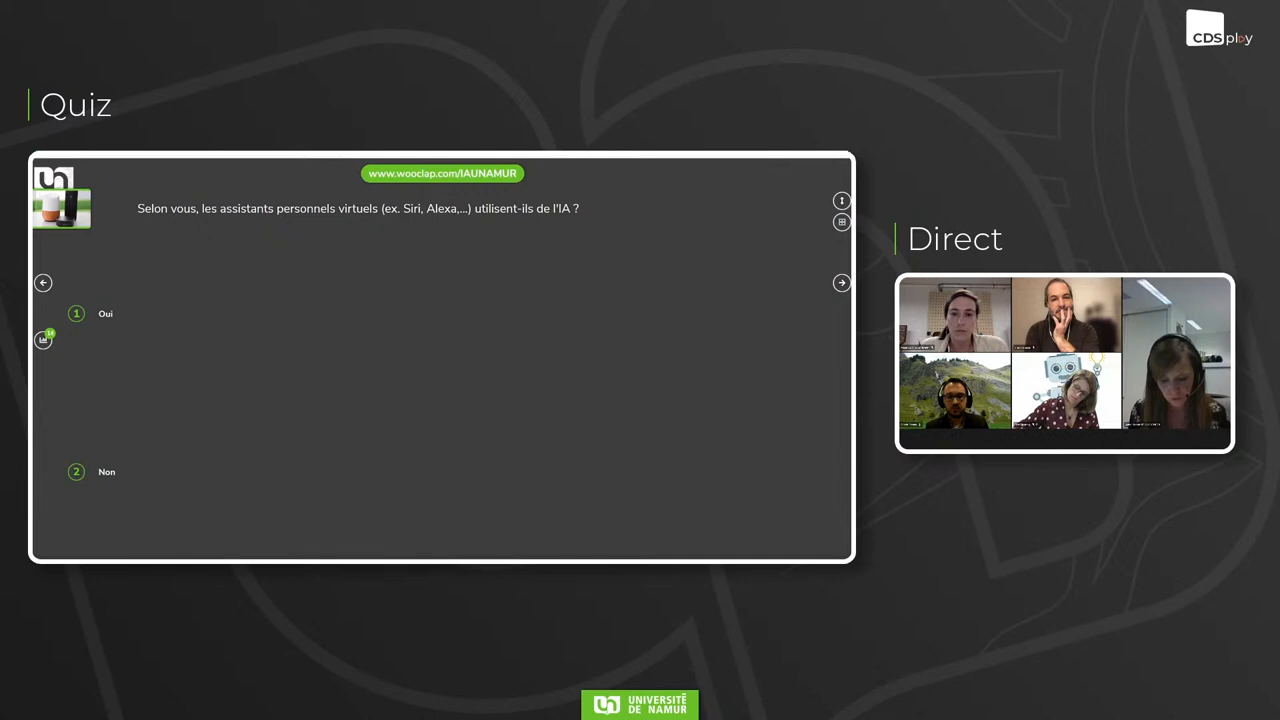 CDS play
Quiz
www.wooclap.com/IAUNAMUR
Selon vous, les assistants personnels virtuels (ex. Siri, Alexa,...) utilisent-ils de l'IA ?
1 Oui
14
2 Non
Direct
UNIVERSITÉ
DE NAMUR